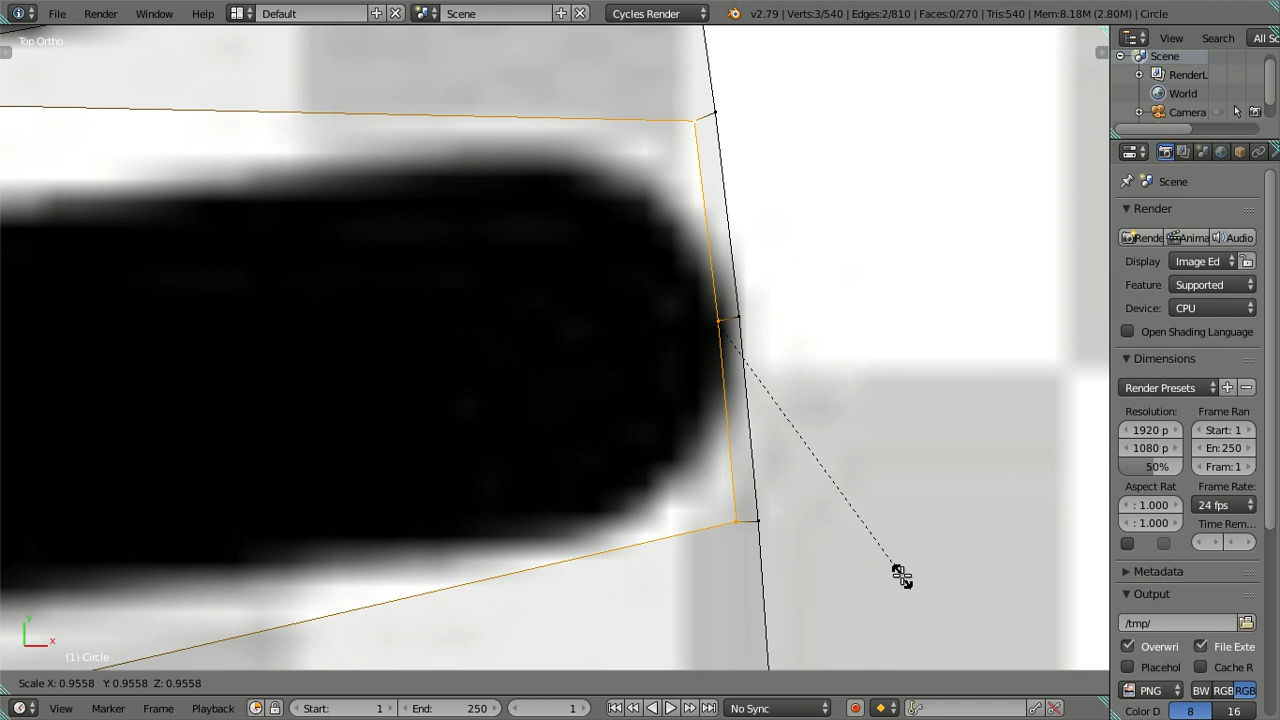 File Render Window Help Default Scene Cycles Render v2.79 | Verts:3/540 | Edges:2/810 | Faces:0/270 | Tris:540 | Mem:8.18M (2.80M) | Circle
Top Ortho
View Search All Sc
Scene
RenderL
World
Camera
Scene
Render
Rende Anima Audio
Display Image Ed
Feature Supported
Device: CPU
Open Shading Language
Dimensions
Render Presets
Resolution: Frame Ran
1920 p Start: 1
1080 p En: 250
50% Fram: 1
Aspect Rat Frame Rate:
: 1.000 24 fps
: 1.000 Time Rem...
Metadata
Output
/tmp/
Overwri File Exte
Placehol Cache R
PNG BW RGB RGB
Color D 8 16
y
x
(1) Circle
Scale X: 0.9558 Y: 0.9558 Z: 0.9558
View Marker Frame Playback Start: 1 End: 250 1 No Sync